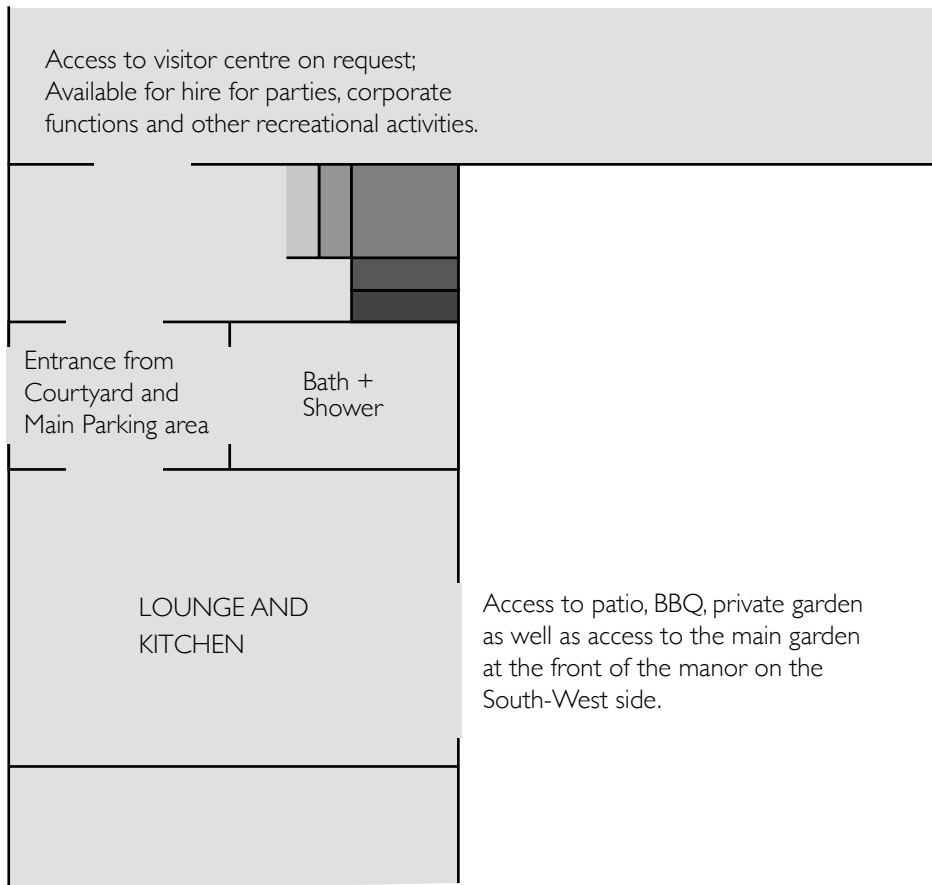 Access to visitor centre on request;
Available for hire for parties, corporate
functions and other recreational activities.
Entrance from
Courtyard and
Main Parking area
Bath +
Shower
LOUNGE AND
KITCHEN
Access to patio, BBQ, private garden
as well as access to the main garden
at the front of the manor on the
South-West side.